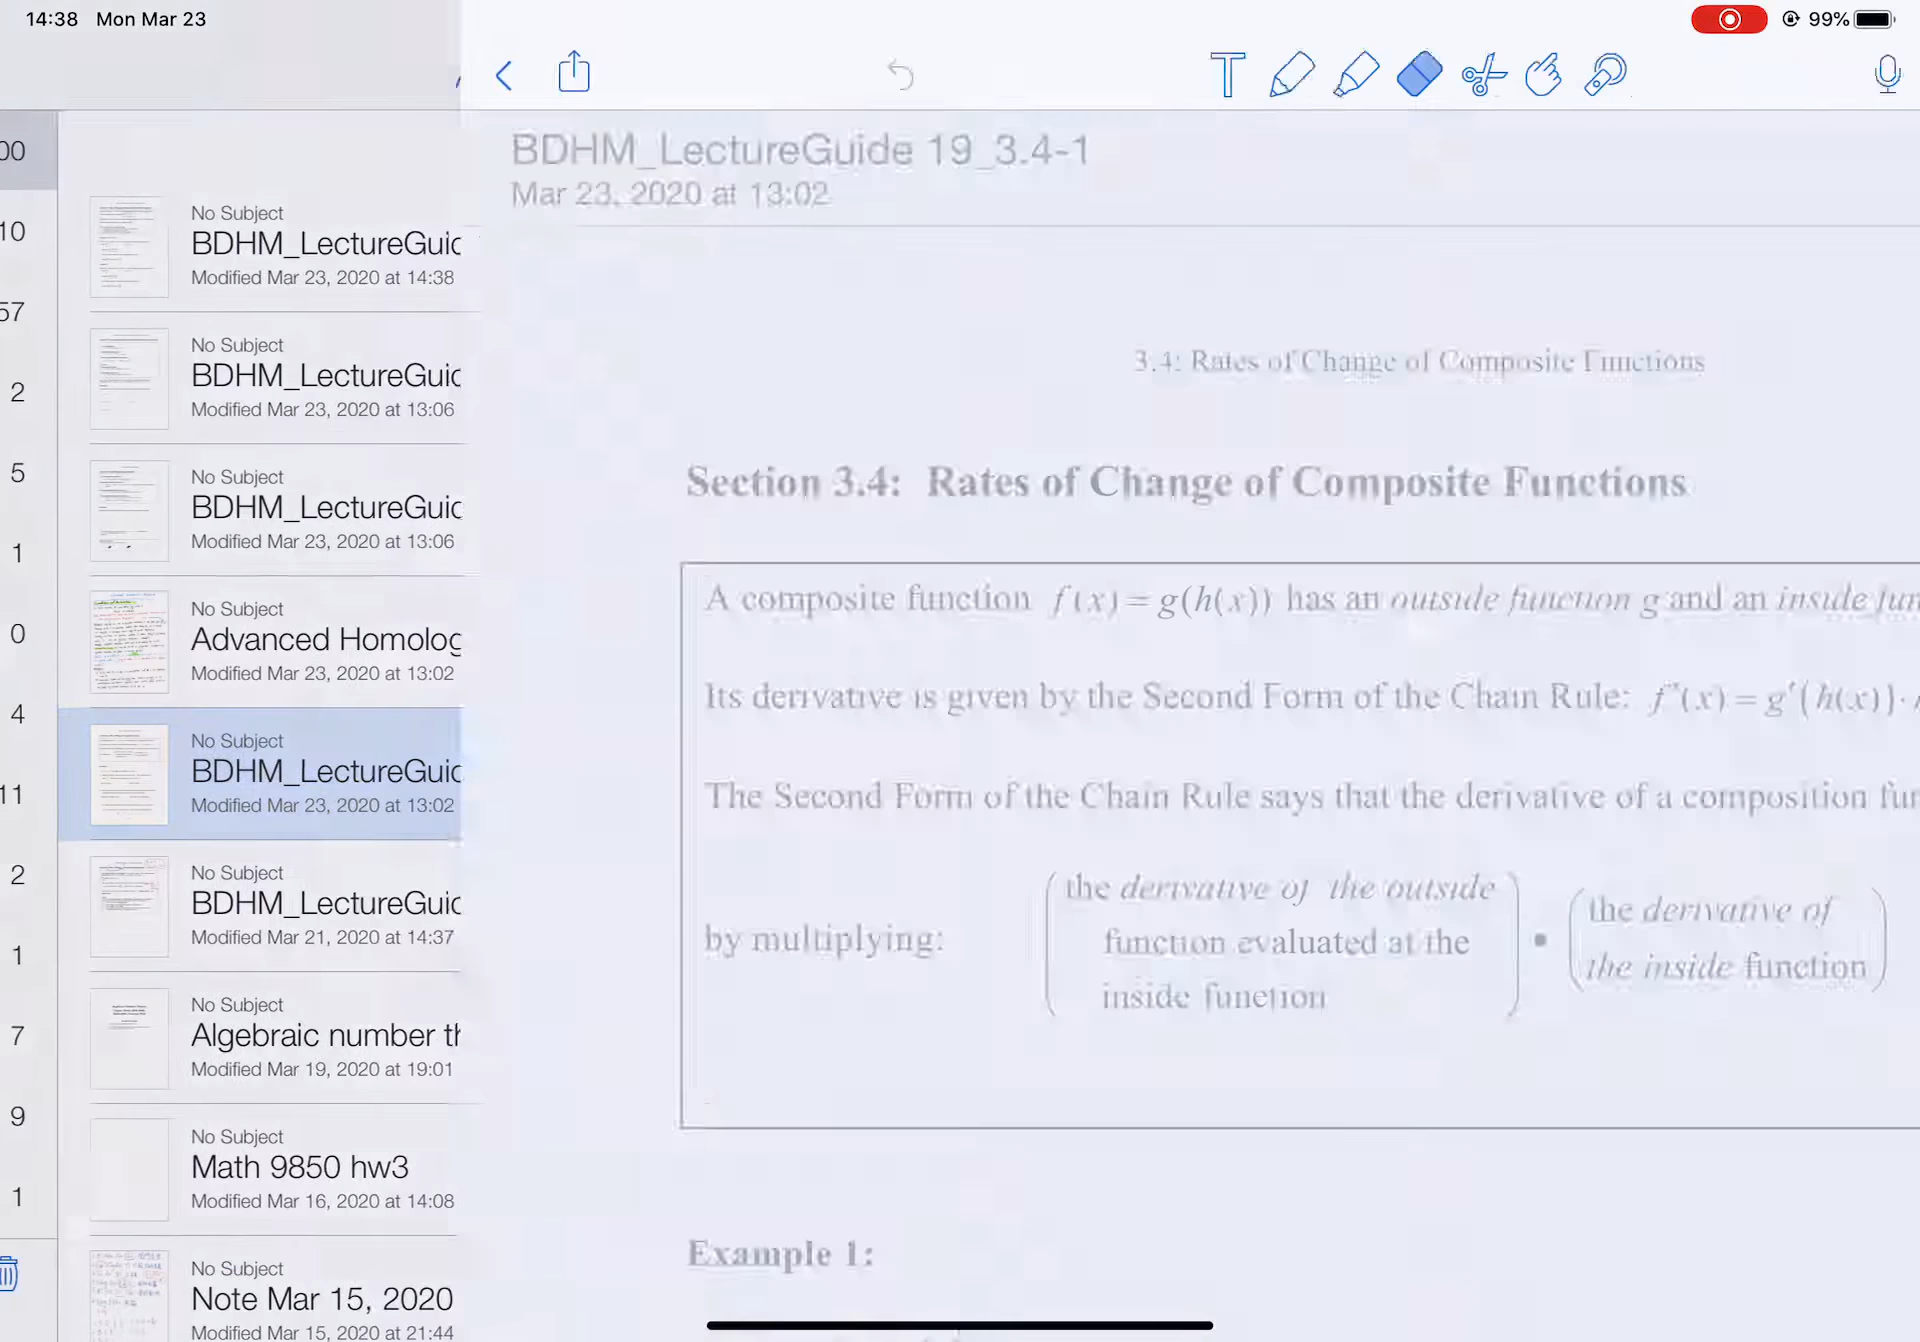 14:38 Mon Mar 23
99%
00
10
57
2
5
1
0
4
11
2
1
7
9
1
No Subject
BDHM_LectureGuid
Modified Mar 23, 2020 at 14:38
No Subject
BDHM_LectureGuid
Modified Mar 23, 2020 at 13:06
No Subject
BDHM_LectureGuid
Modified Mar 23, 2020 at 13:06
No Subject
Advanced Homolog
Modified Mar 23, 2020 at 13:02
No Subject
BDHM_LectureGuid
Modified Mar 23, 2020 at 13:02
No Subject
BDHM_LectureGuid
Modified Mar 21, 2020 at 14:37
No Subject
Algebraic number th
Modified Mar 19, 2020 at 19:01
No Subject
Math 9850 hw3
Modified Mar 16, 2020 at 14:08
No Subject
Note Mar 15, 2020
Modified Mar 15, 2020 at 21:44
BDHM_LectureGuide 19_3.4-1
Mar 23, 2020 at 13:02
3.4: Rates of Change of Composite Functions
Section 3.4: Rates of Change of Composite Functions
A composite function f(x) = g(h(x)) has an outside function g and an inside fun
Its derivative is given by the Second Form of the Chain Rule: f'(x) = g'(h(x))·
The Second Form of the Chain Rule says that the derivative of a composition fun
by multiplying: (the derivative of the outside function evaluated at the inside function) • (the derivative of the inside function)
Example 1: